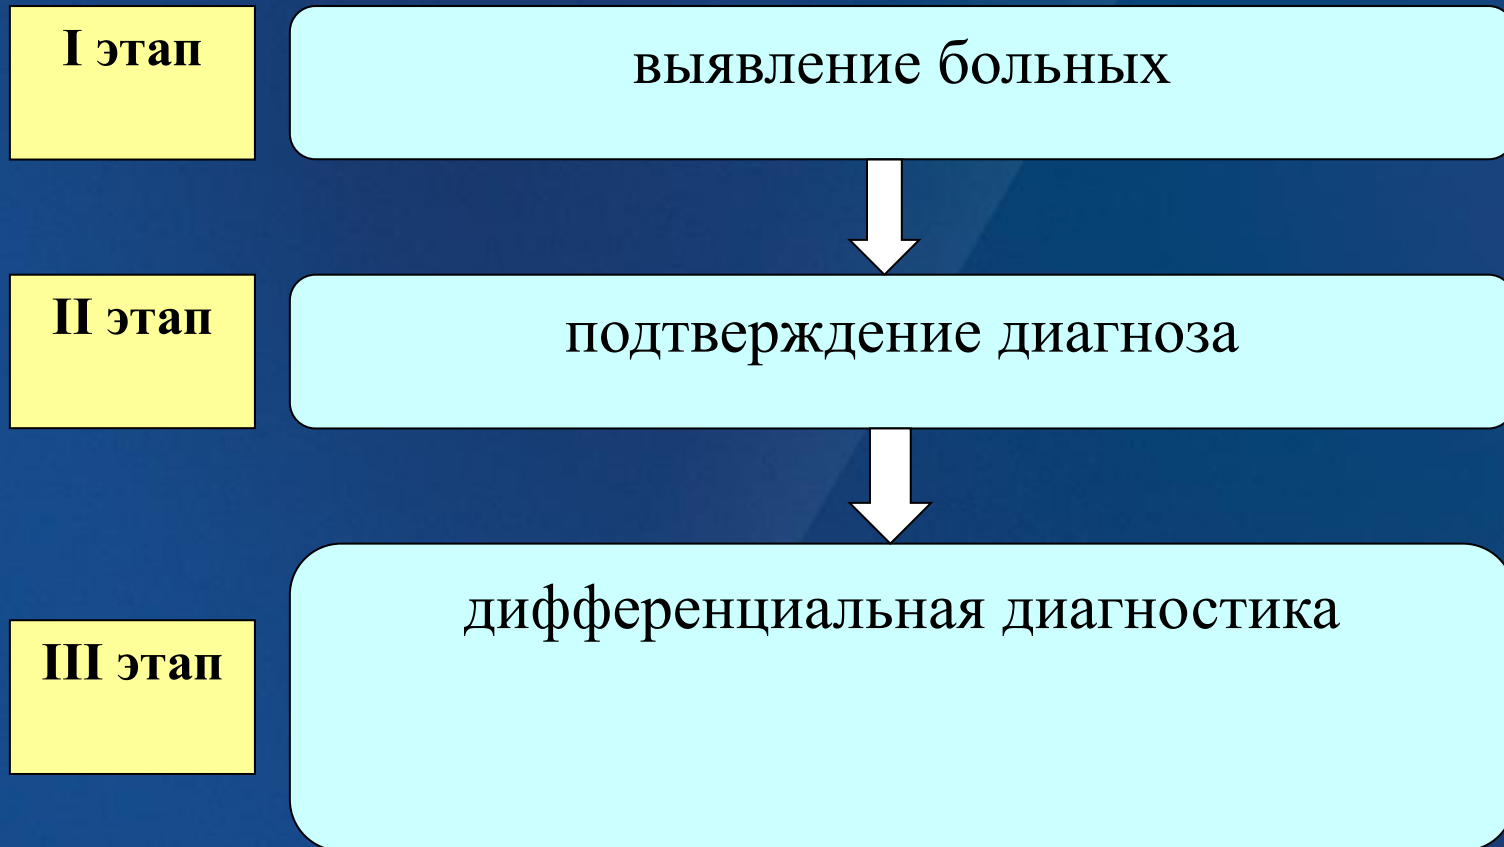 I этап
выявление больных
II этап
подтверждение диагноза
дифференциальная диагностика
III этап